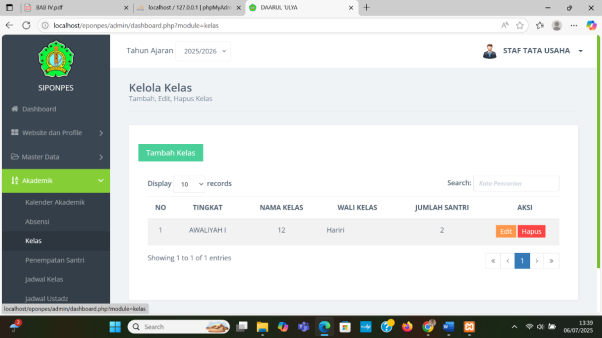 BAB IV.pdf
localhost / 127.0.0.1 | phpMyAdm
DAARUL 'ULYA
localhost/eponpes/admin/dashboard.php?module=kelas
SIPONPES
Dashboard
Website dan Profile
Master Data
Akademik
Kalender Akademik
Absensi
Kelas
Penempatan Santri
Jadwal Kelas
Jadwal Ustadz
Tahun Ajaran 2025/2026
STAF TATA USAHA
Kelola Kelas
Tambah, Edit, Hapus Kelas
Tambah Kelas
Display 10 records
Search: Kata Pencarian
NO TINGKAT NAMA KELAS WALI KELAS JUMLAH SANTRI AKSI
1 AWALIYAH I 12 Hariri 2 Edit Hapus
Showing 1 to 1 of 1 entries
« ‹ 1 › »
localhost/eponpes/admin/dashboard.php?module=kelas
Search
13:39
06/07/2025